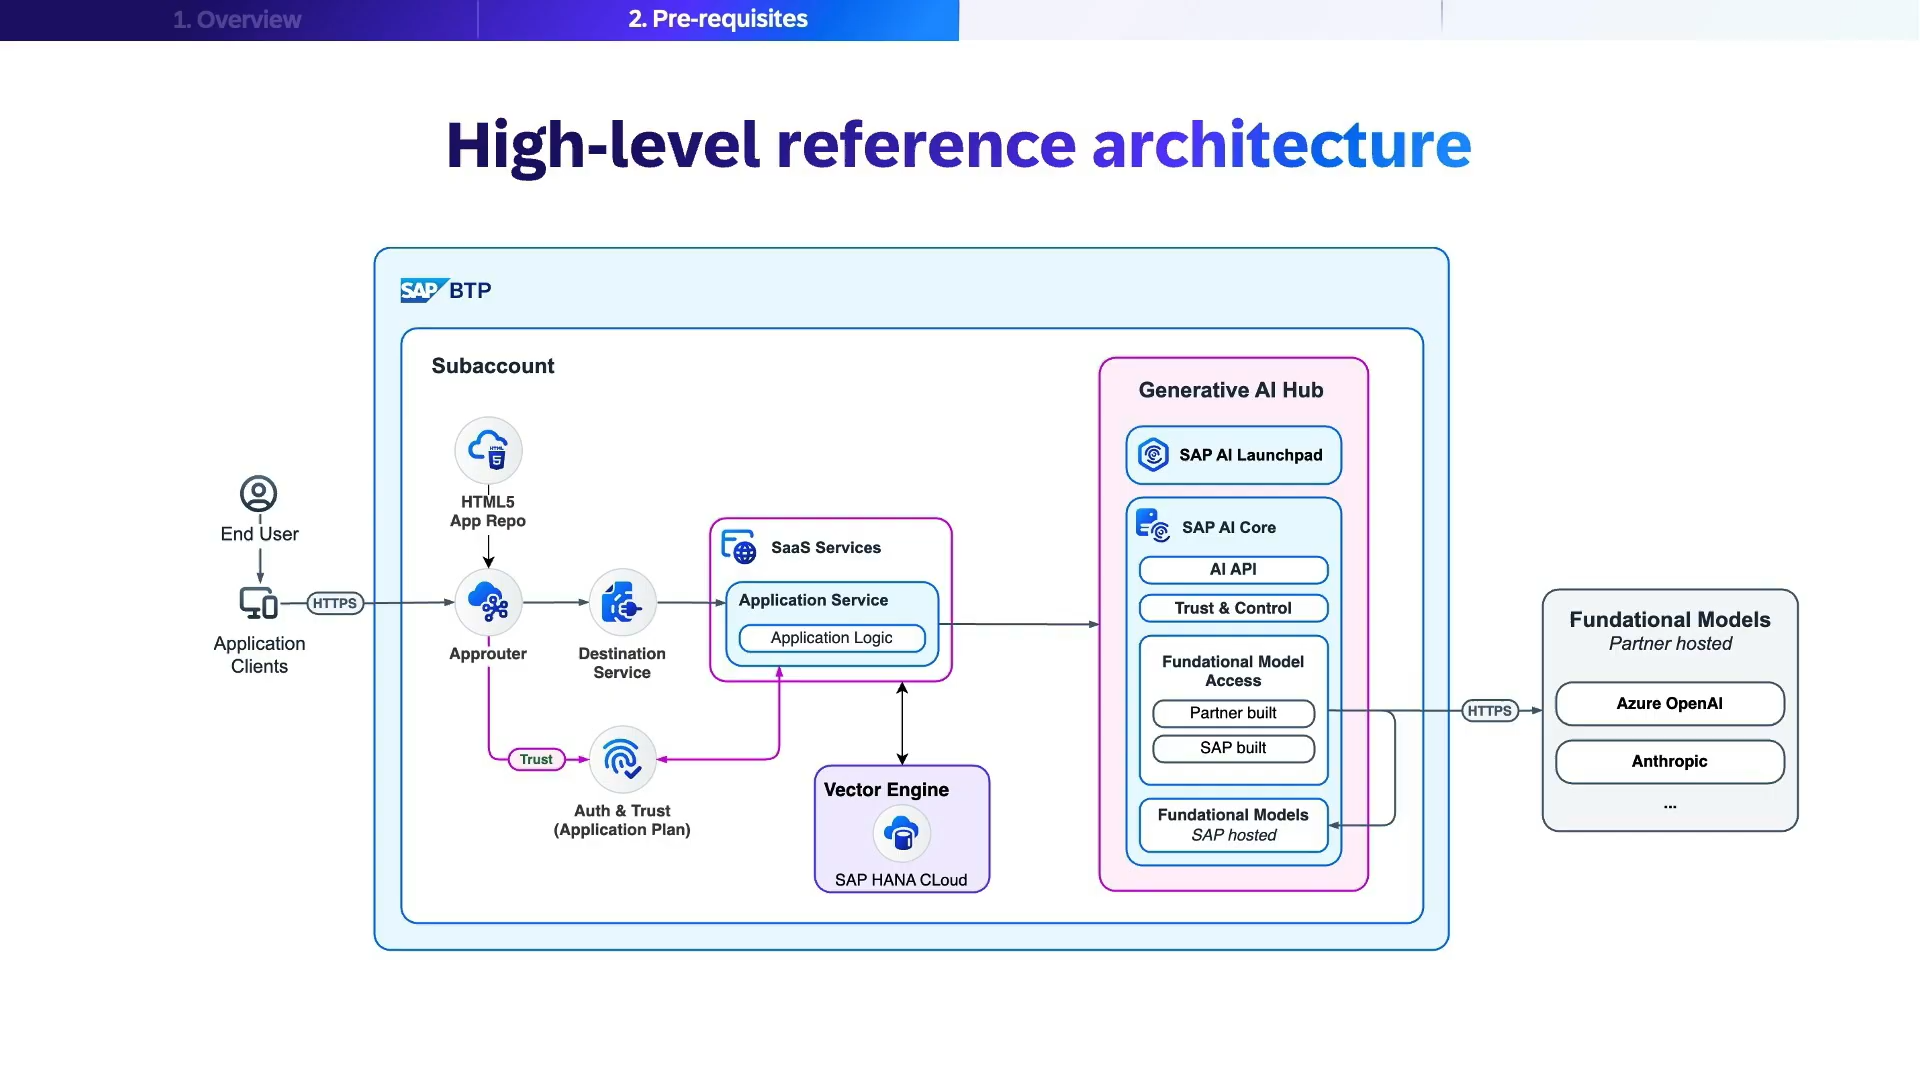 1. Overview
2. Pre-requisites
High-level reference architecture
SAP BTP
Subaccount
HTML5
App Repo
HTML
5
End User
Application
Clients
HTTPS
Approuter
Destination
Service
SaaS Services
Application Service
Application Logic
Trust
Auth & Trust
(Application Plan)
Vector Engine
SAP HANA CLoud
Generative AI Hub
SAP AI Launchpad
SAP AI Core
AI API
Trust & Control
Fundational Model
Access
Partner built
SAP built
Fundational Models
SAP hosted
HTTPS
Fundational Models
Partner hosted
Azure OpenAI
Anthropic
...